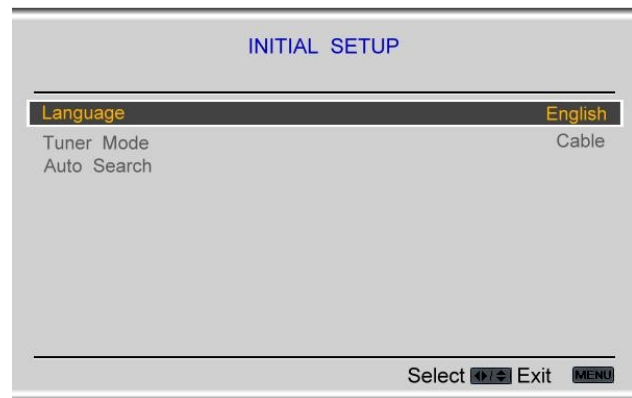 INITIAL SETUP
Language English
Tuner Mode Cable
Auto Search
Select Exit MENU